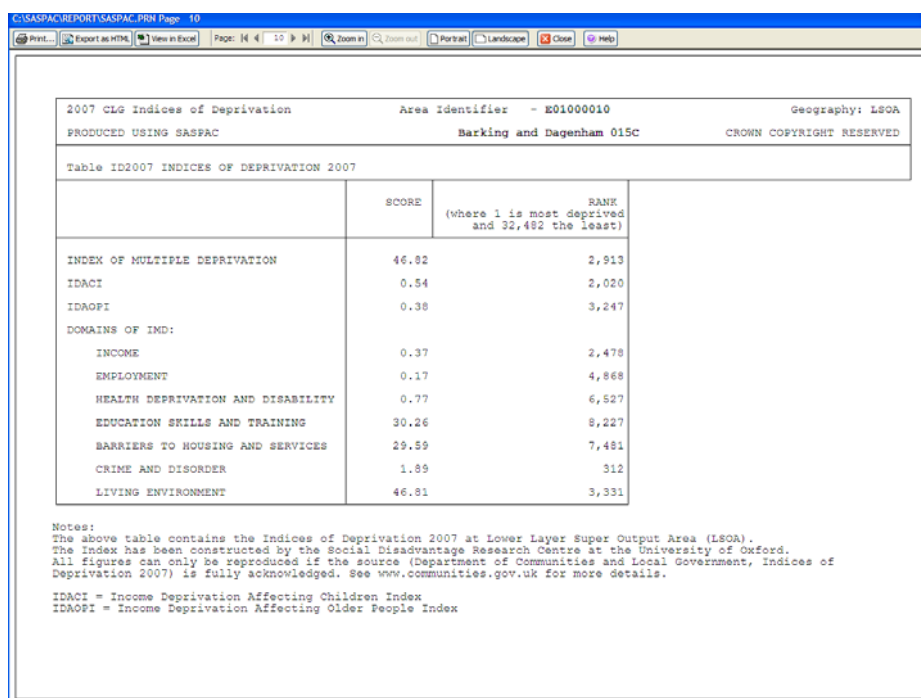 C:\SASPAC\REPORT\SASPAC.PRN Page 10
Print... Export as HTML View in Excel Page: 10 Zoom in Zoom out Portrait Landscape Close Help
2007 CLG Indices of Deprivation Area Identifier - E01000010 Geography: LSOA
PRODUCED USING SASPAC Barking and Dagenham 015C CROWN COPYRIGHT RESERVED
Table ID2007 INDICES OF DEPRIVATION 2007
SCORE RANK
(where 1 is most deprived
and 32,482 the least)
INDEX OF MULTIPLE DEPRIVATION 46.82 2,913
IDACI 0.54 2,020
IDAOPI 0.38 3,247
DOMAINS OF IMD:
INCOME 0.37 2,478
EMPLOYMENT 0.17 4,868
HEALTH DEPRIVATION AND DISABILITY 0.77 6,527
EDUCATION SKILLS AND TRAINING 30.26 8,227
BARRIERS TO HOUSING AND SERVICES 29.59 7,481
CRIME AND DISORDER 1.89 312
LIVING ENVIRONMENT 46.81 3,331
Notes:
The above table contains the Indices of Deprivation 2007 at Lower Layer Super Output Area (LSOA).
The Index has been constructed by the Social Disadvantage Research Centre at the University of Oxford.
All figures can only be reproduced if the source (Department of Communities and Local Government, Indices of
Deprivation 2007) is fully acknowledged. See www.communities.gov.uk for more details.
IDACI = Income Deprivation Affecting Children Index
IDAOPI = Income Deprivation Affecting Older People Index